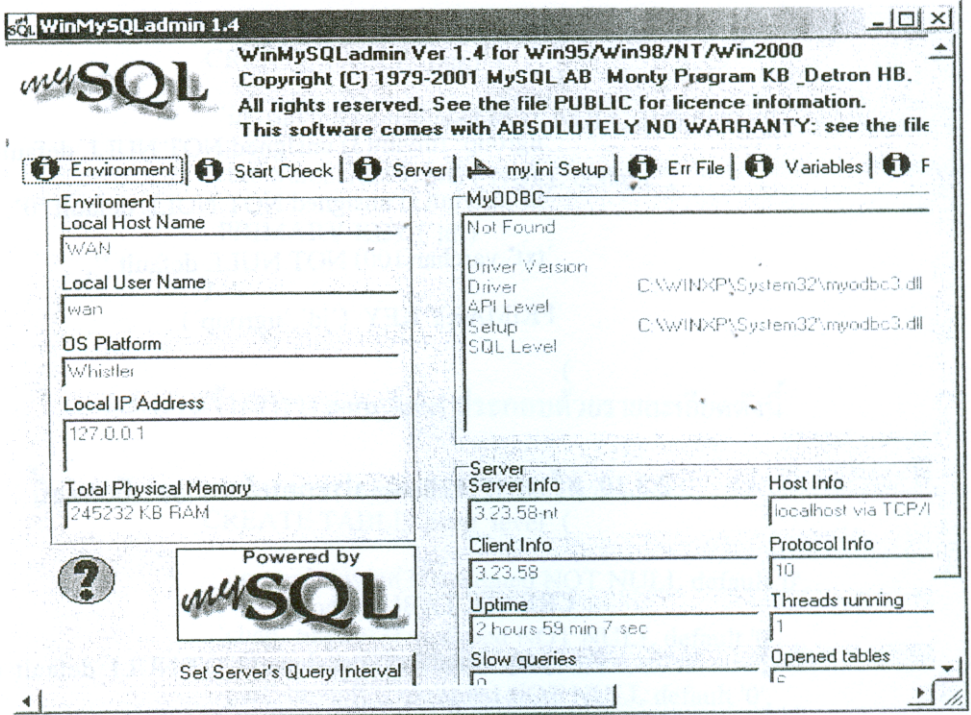 WinMySQLadmin 1.4
mySQL
WinMySQLadmin Ver 1.4 for Win95/Win98/NT/Win2000
Copyright (C) 1979-2001 MySQL AB Monty Program KB Detron HB.
All rights reserved. See the file PUBLIC for licence information.
This software comes with ABSOLUTELY NO WARRANTY: see the file
Environment Start Check Server my.ini Setup Err File Variables
Enviroment
Local Host Name
WAN
Local User Name
wan
OS Platform
Whistler
Local IP Address
127.0.0.1
Total Physical Memory
245232 KB RAM
Powered by
mySQL
Set Server's Query Interval
MyODBC
Not Found
Driver Version
Driver C:\WINXP\System32\myodbc3.dll
API Level
Setup C:\WINXP\System32\myodbc3.dll
SQL Level
Server
Server Info
3.23.58-nt
Host Info
localhost via TCP/I
Client Info
3.23.58
Protocol Info
10
Uptime
2 hours 59 min 7 sec
Threads running
1
Slow queries
Opened tables